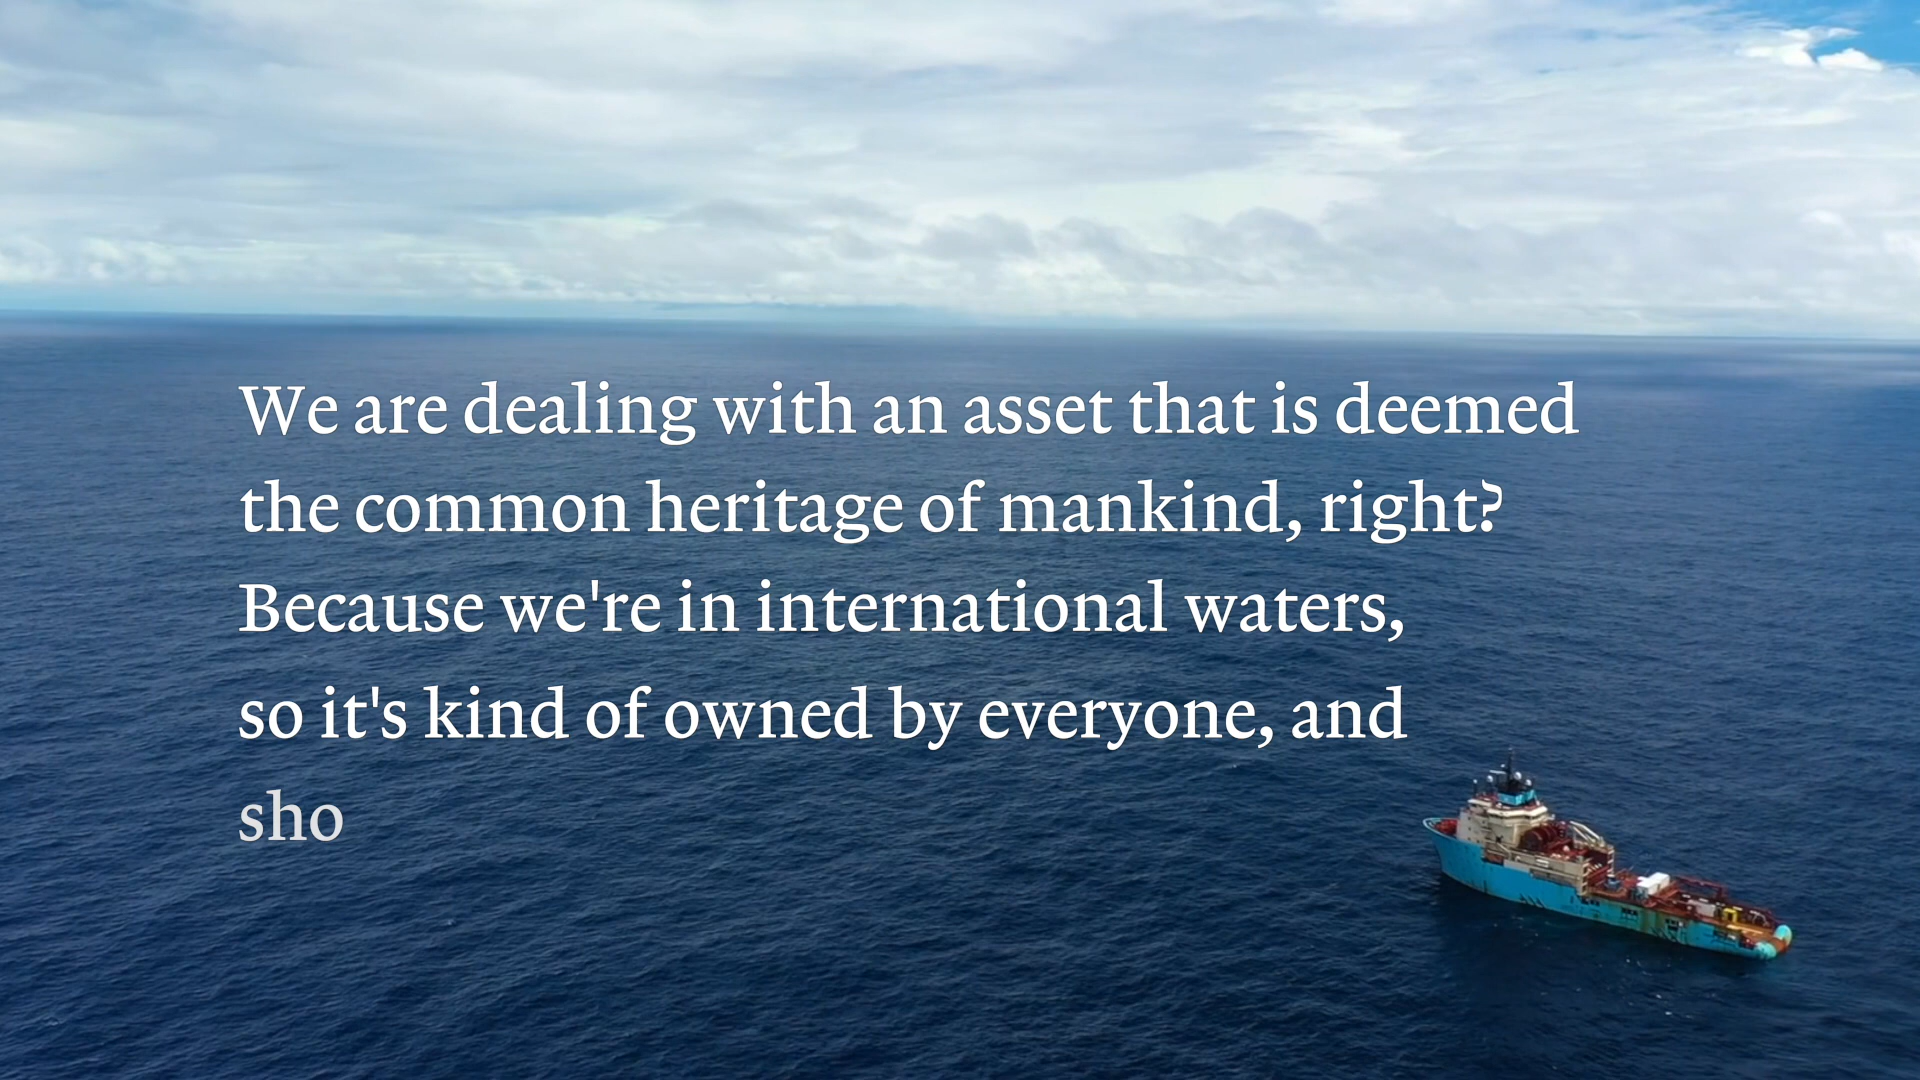 We are dealing with an asset that is deemed
the common heritage of mankind, right?
Because we're in international waters,
so it's kind of owned by everyone, and
sho